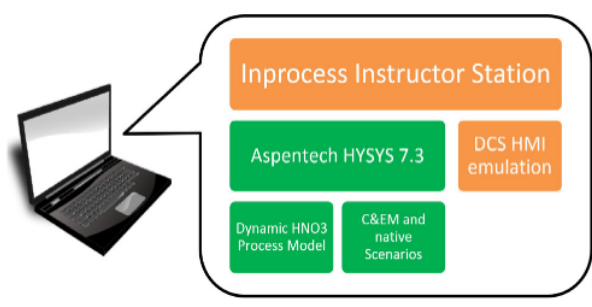 Inprocess Instructor Station
Aspentech HYSYS 7.3
DCS HMI
emulation
Dynamic HNO3
Process Model
C&EM and
native
Scenarios